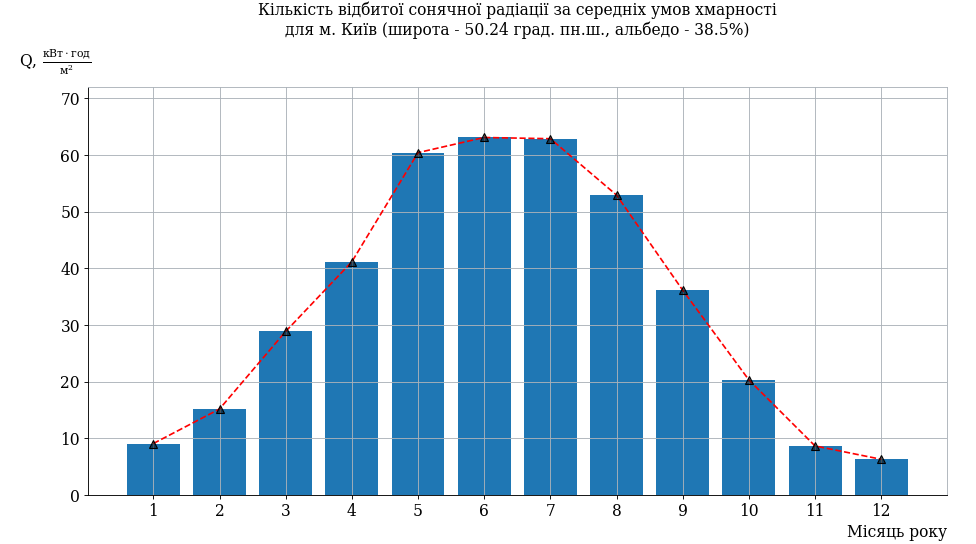 Кількість відбитої сонячної радіації за середніх умов хмарності
для м. Київ (широта - 50.24 град. пн.ш., альбедо - 38.5%)
Q, кВт · год / м²
70
60
50
40
30
20
10
0
1 2 3 4 5 6 7 8 9 10 11 12
Місяць року